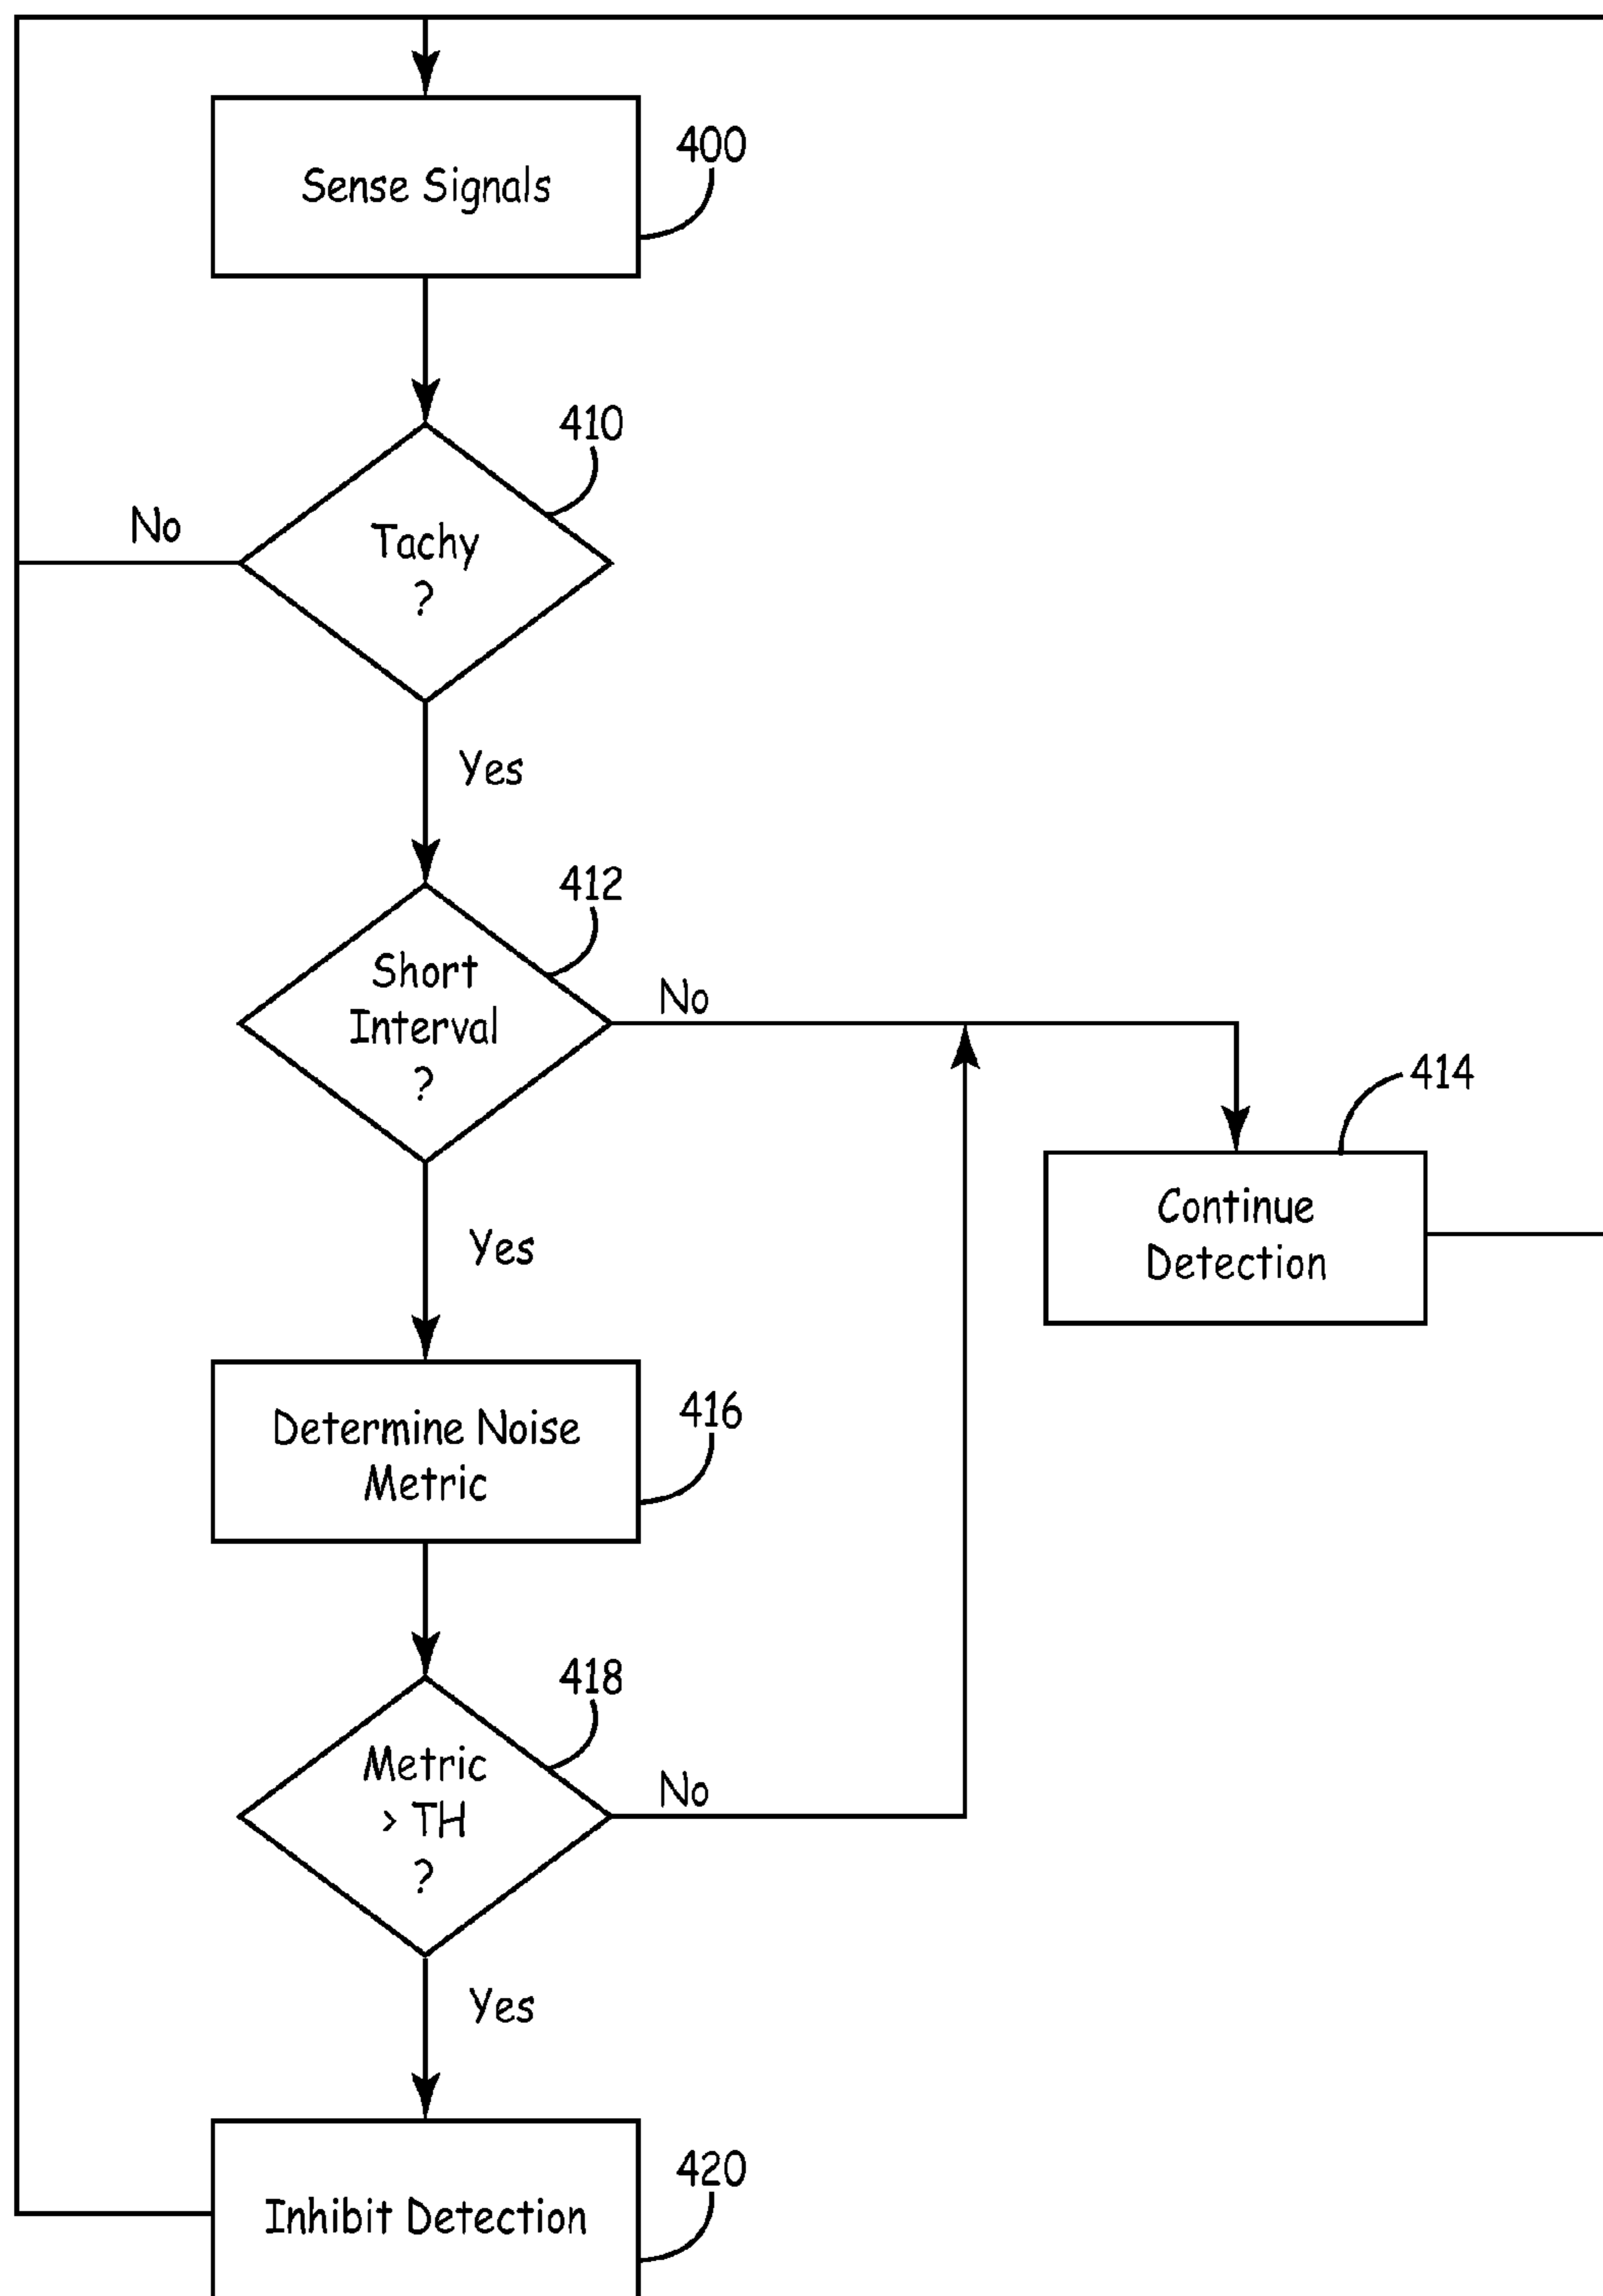 Sense Signals
400
410
No
Tachy
?
Yes
412
Short
Interval
?
No
414
Continue
Detection
Yes
416
Determine Noise
Metric
418
Metric
> TH
?
No
Yes
420
Inhibit Detection